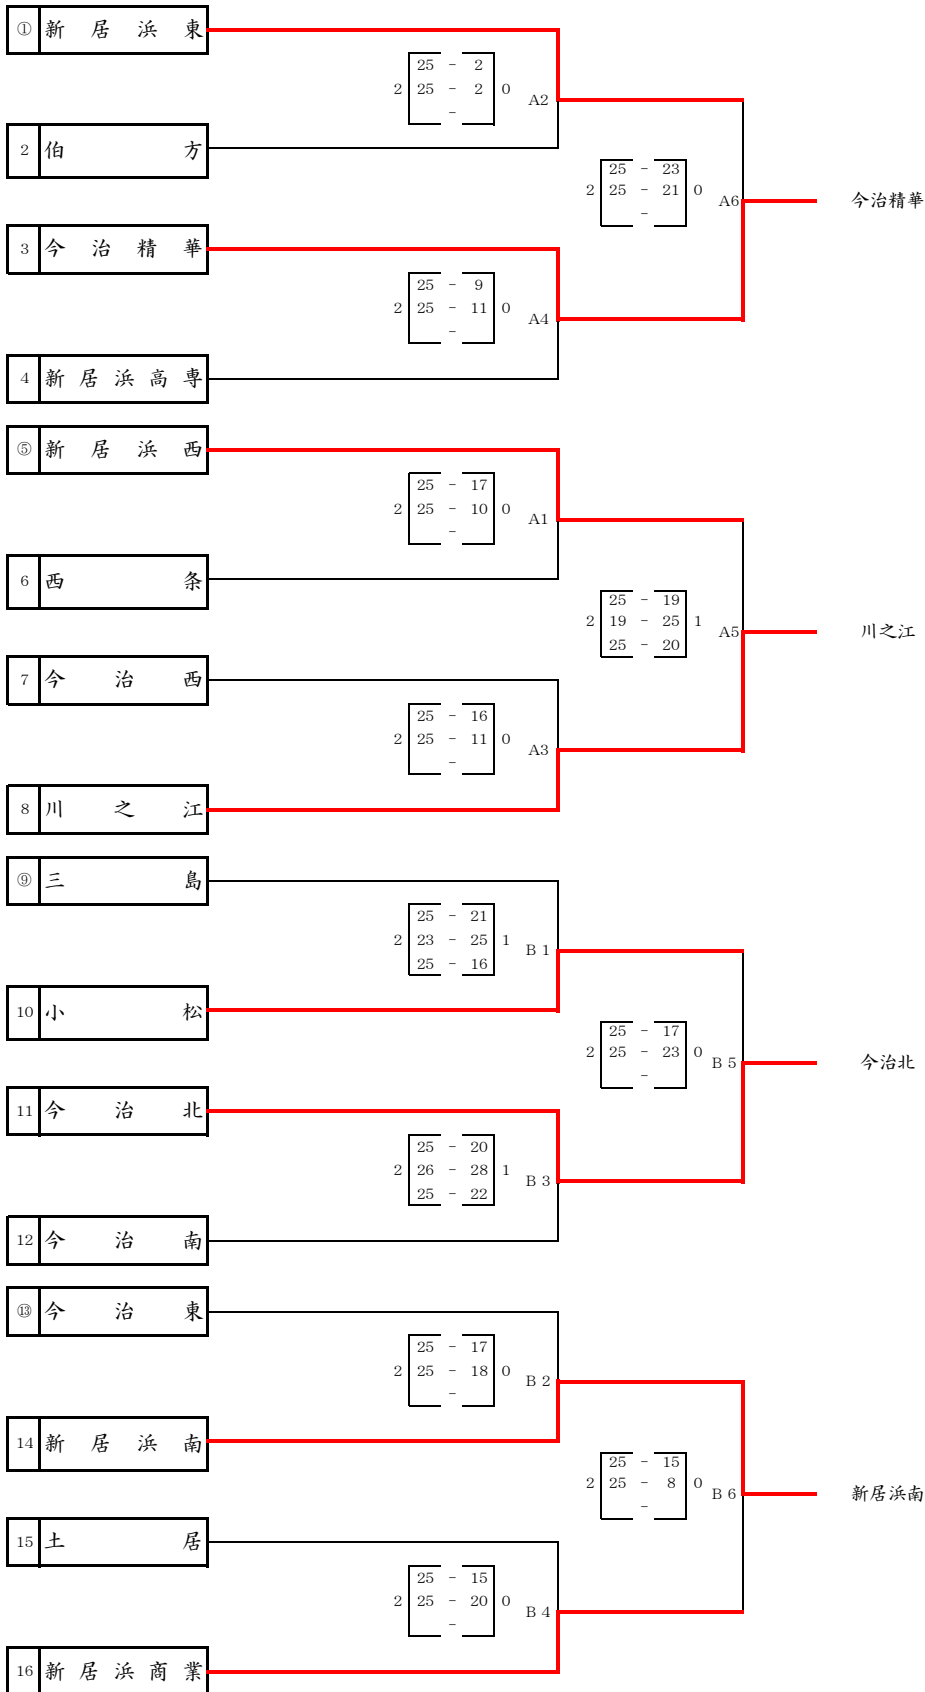 ① 新居浜東
25 - 2
2 25 - 2 0
-
A2
2 伯方
25 - 23
2 25 - 21 0
-
A6
今治精華
3 今治精華
25 - 9
2 25 - 11 0
-
A4
4 新居浜高専
⑤ 新居浜西
25 - 17
2 25 - 10 0
-
A1
6 西条
25 - 19
2 19 - 25 1
25 - 20
A5
川之江
7 今治西
25 - 16
2 25 - 11 0
-
A3
8 川之江
⑨ 三島
25 - 21
2 23 - 25 1
25 - 16
B1
10 小松
25 - 17
2 25 - 23 0
-
B5
今治北
11 今治北
25 - 20
2 26 - 28 1
25 - 22
B3
12 今治南
⑬ 今治東
25 - 17
2 25 - 18 0
-
B2
14 新居浜南
25 - 15
2 25 - 8 0
-
B6
新居浜南
15 土居
25 - 15
2 25 - 20 0
-
B4
16 新居浜商業